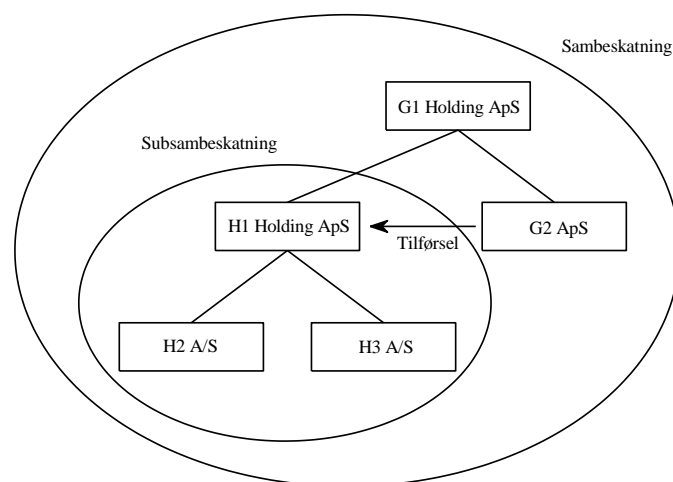 Sambeskatning
G1 Holding ApS
Subsambeskatning
H1 Holding ApS
G2 ApS
Tilførsel
H2 A/S
H3 A/S